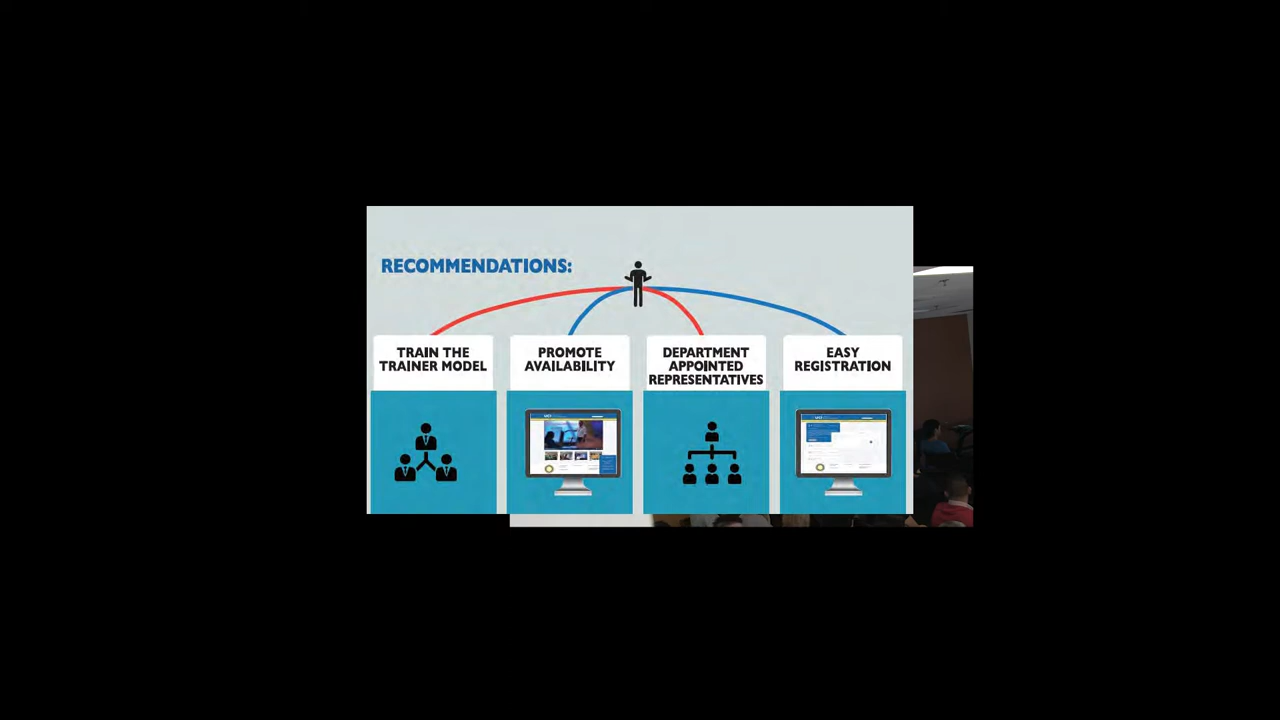 RECOMMENDATIONS:
TRAIN THE
TRAINER MODEL
PROMOTE
AVAILABILITY
DEPARTMENT
APPOINTED
REPRESENTATIVES
EASY
REGISTRATION